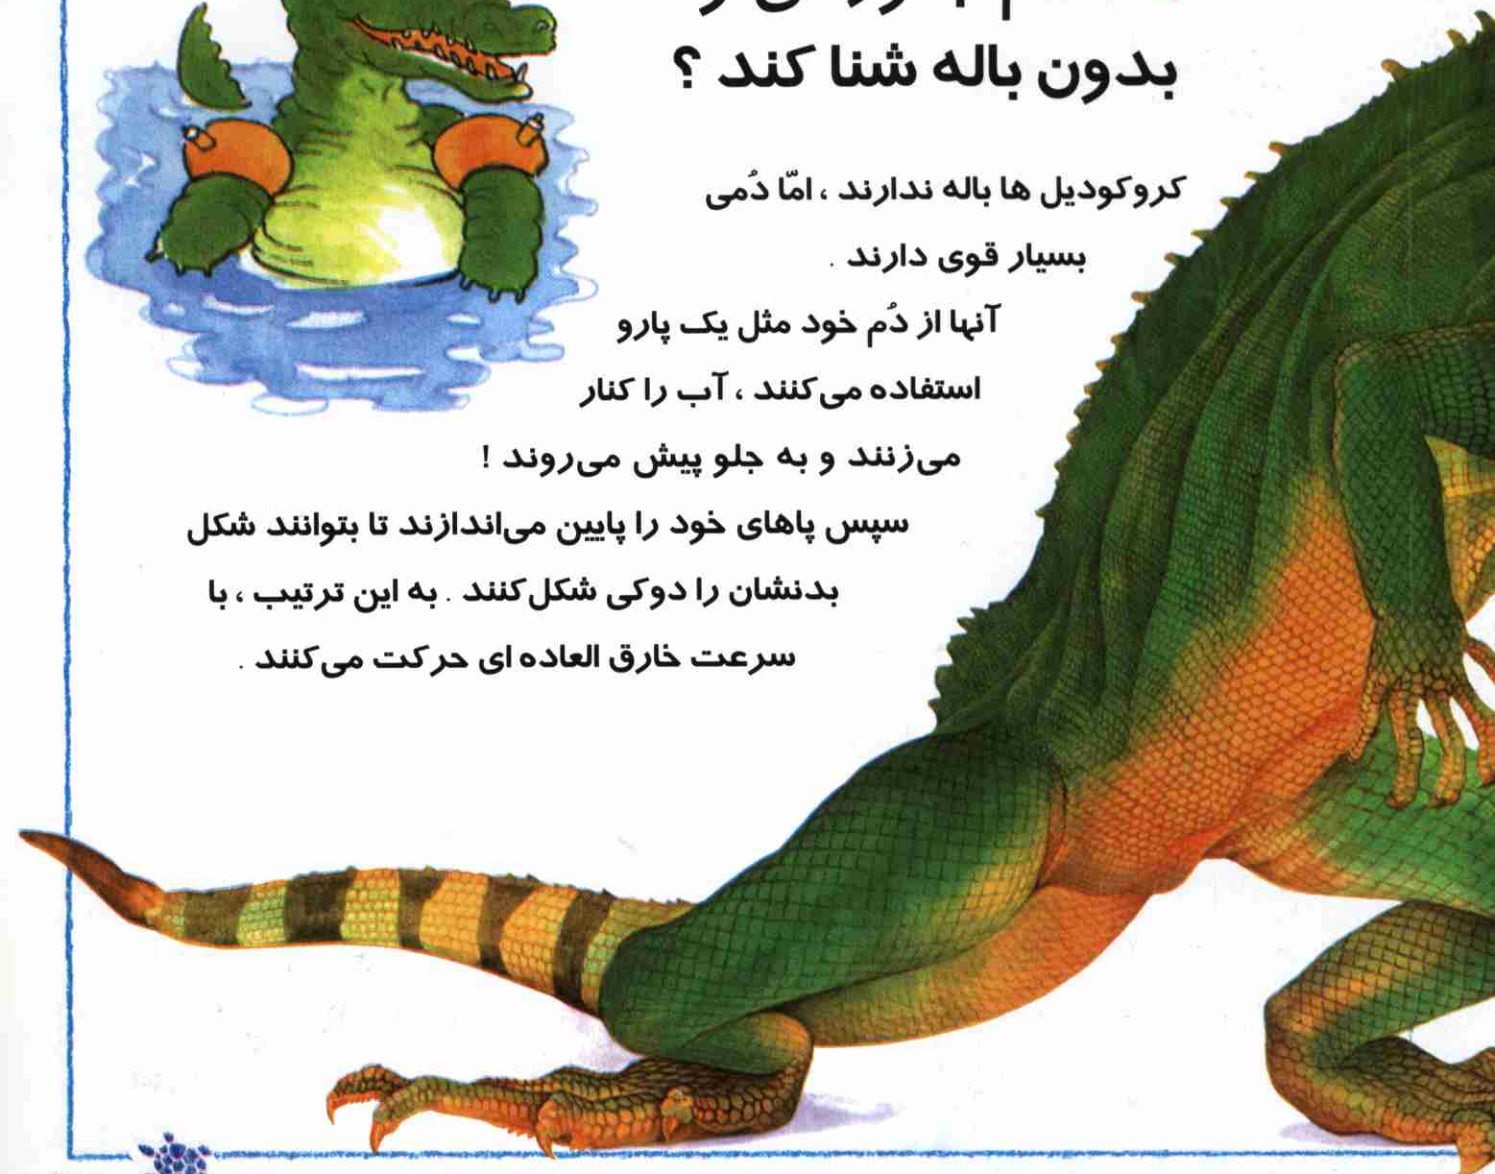 بدون باله شنا کند ؟
کروکودیل ها باله ندارند ، امّا دُمی
بسیار قوی دارند .
آنها از دُم خود مثل یک پارو
استفاده می‌کنند ، آب را کنار
می‌زنند و به جلو پیش می‌روند !
سپس پاهای خود را پایین می‌اندازند تا بتوانند شکل
بدنشان را دوکی شکل کنند . به این ترتیب ، با
سرعت خارق العاده ای حرکت می‌کنند .